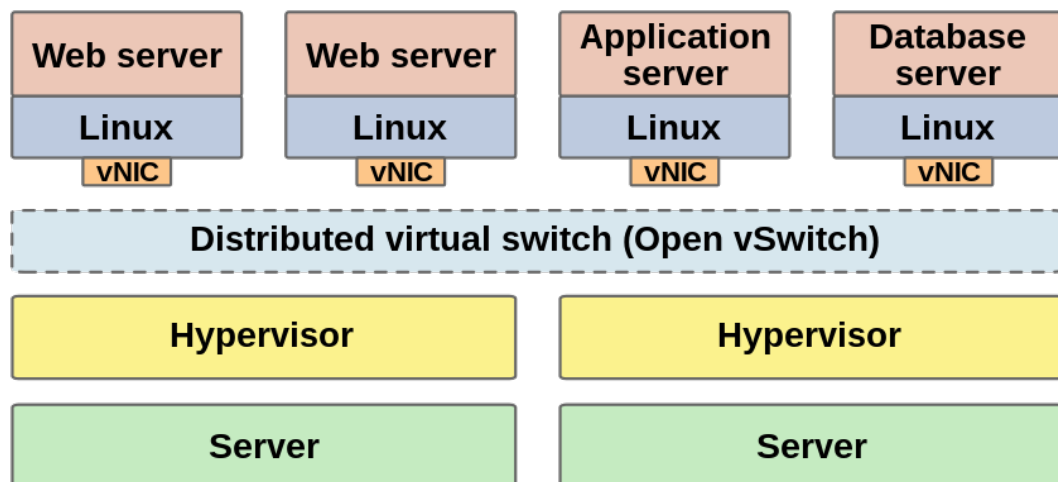 Web server
Web server
Application
server
Database
server
Linux
Linux
Linux
Linux
vNIC
vNIC
vNIC
vNIC
Distributed virtual switch (Open vSwitch)
Hypervisor
Hypervisor
Server
Server